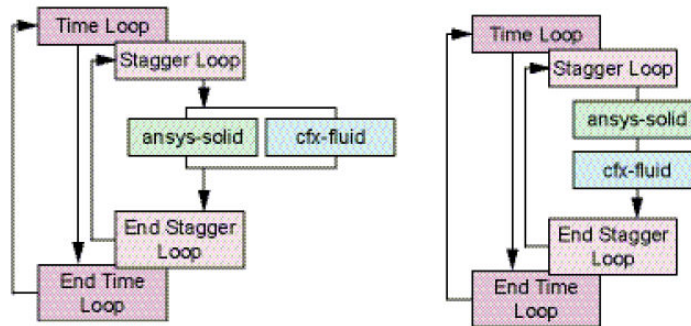 Time Loop
Stagger Loop
ansys-solid
cfx-fluid
End Stagger
Loop
End Time
Loop
Time Loop
Stagger Loop
ansys-solid
cfx-fluid
End Stagger
Loop
End Time
Loop